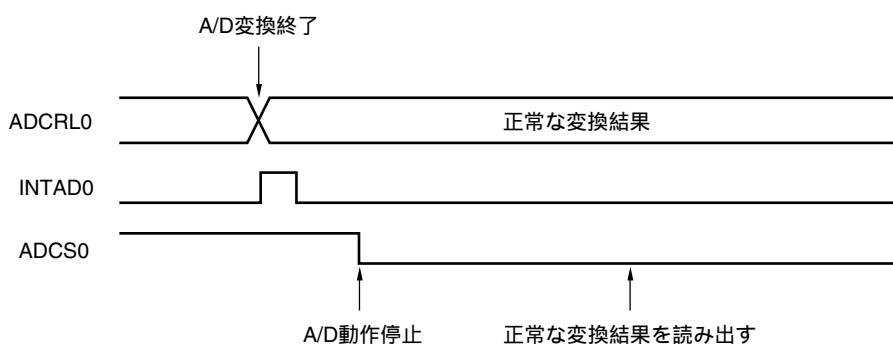 A/D変換終了
ADCRL0
正常な変換結果
INTAD0
ADCS0
A/D動作停止
正常な変換結果を読み出す